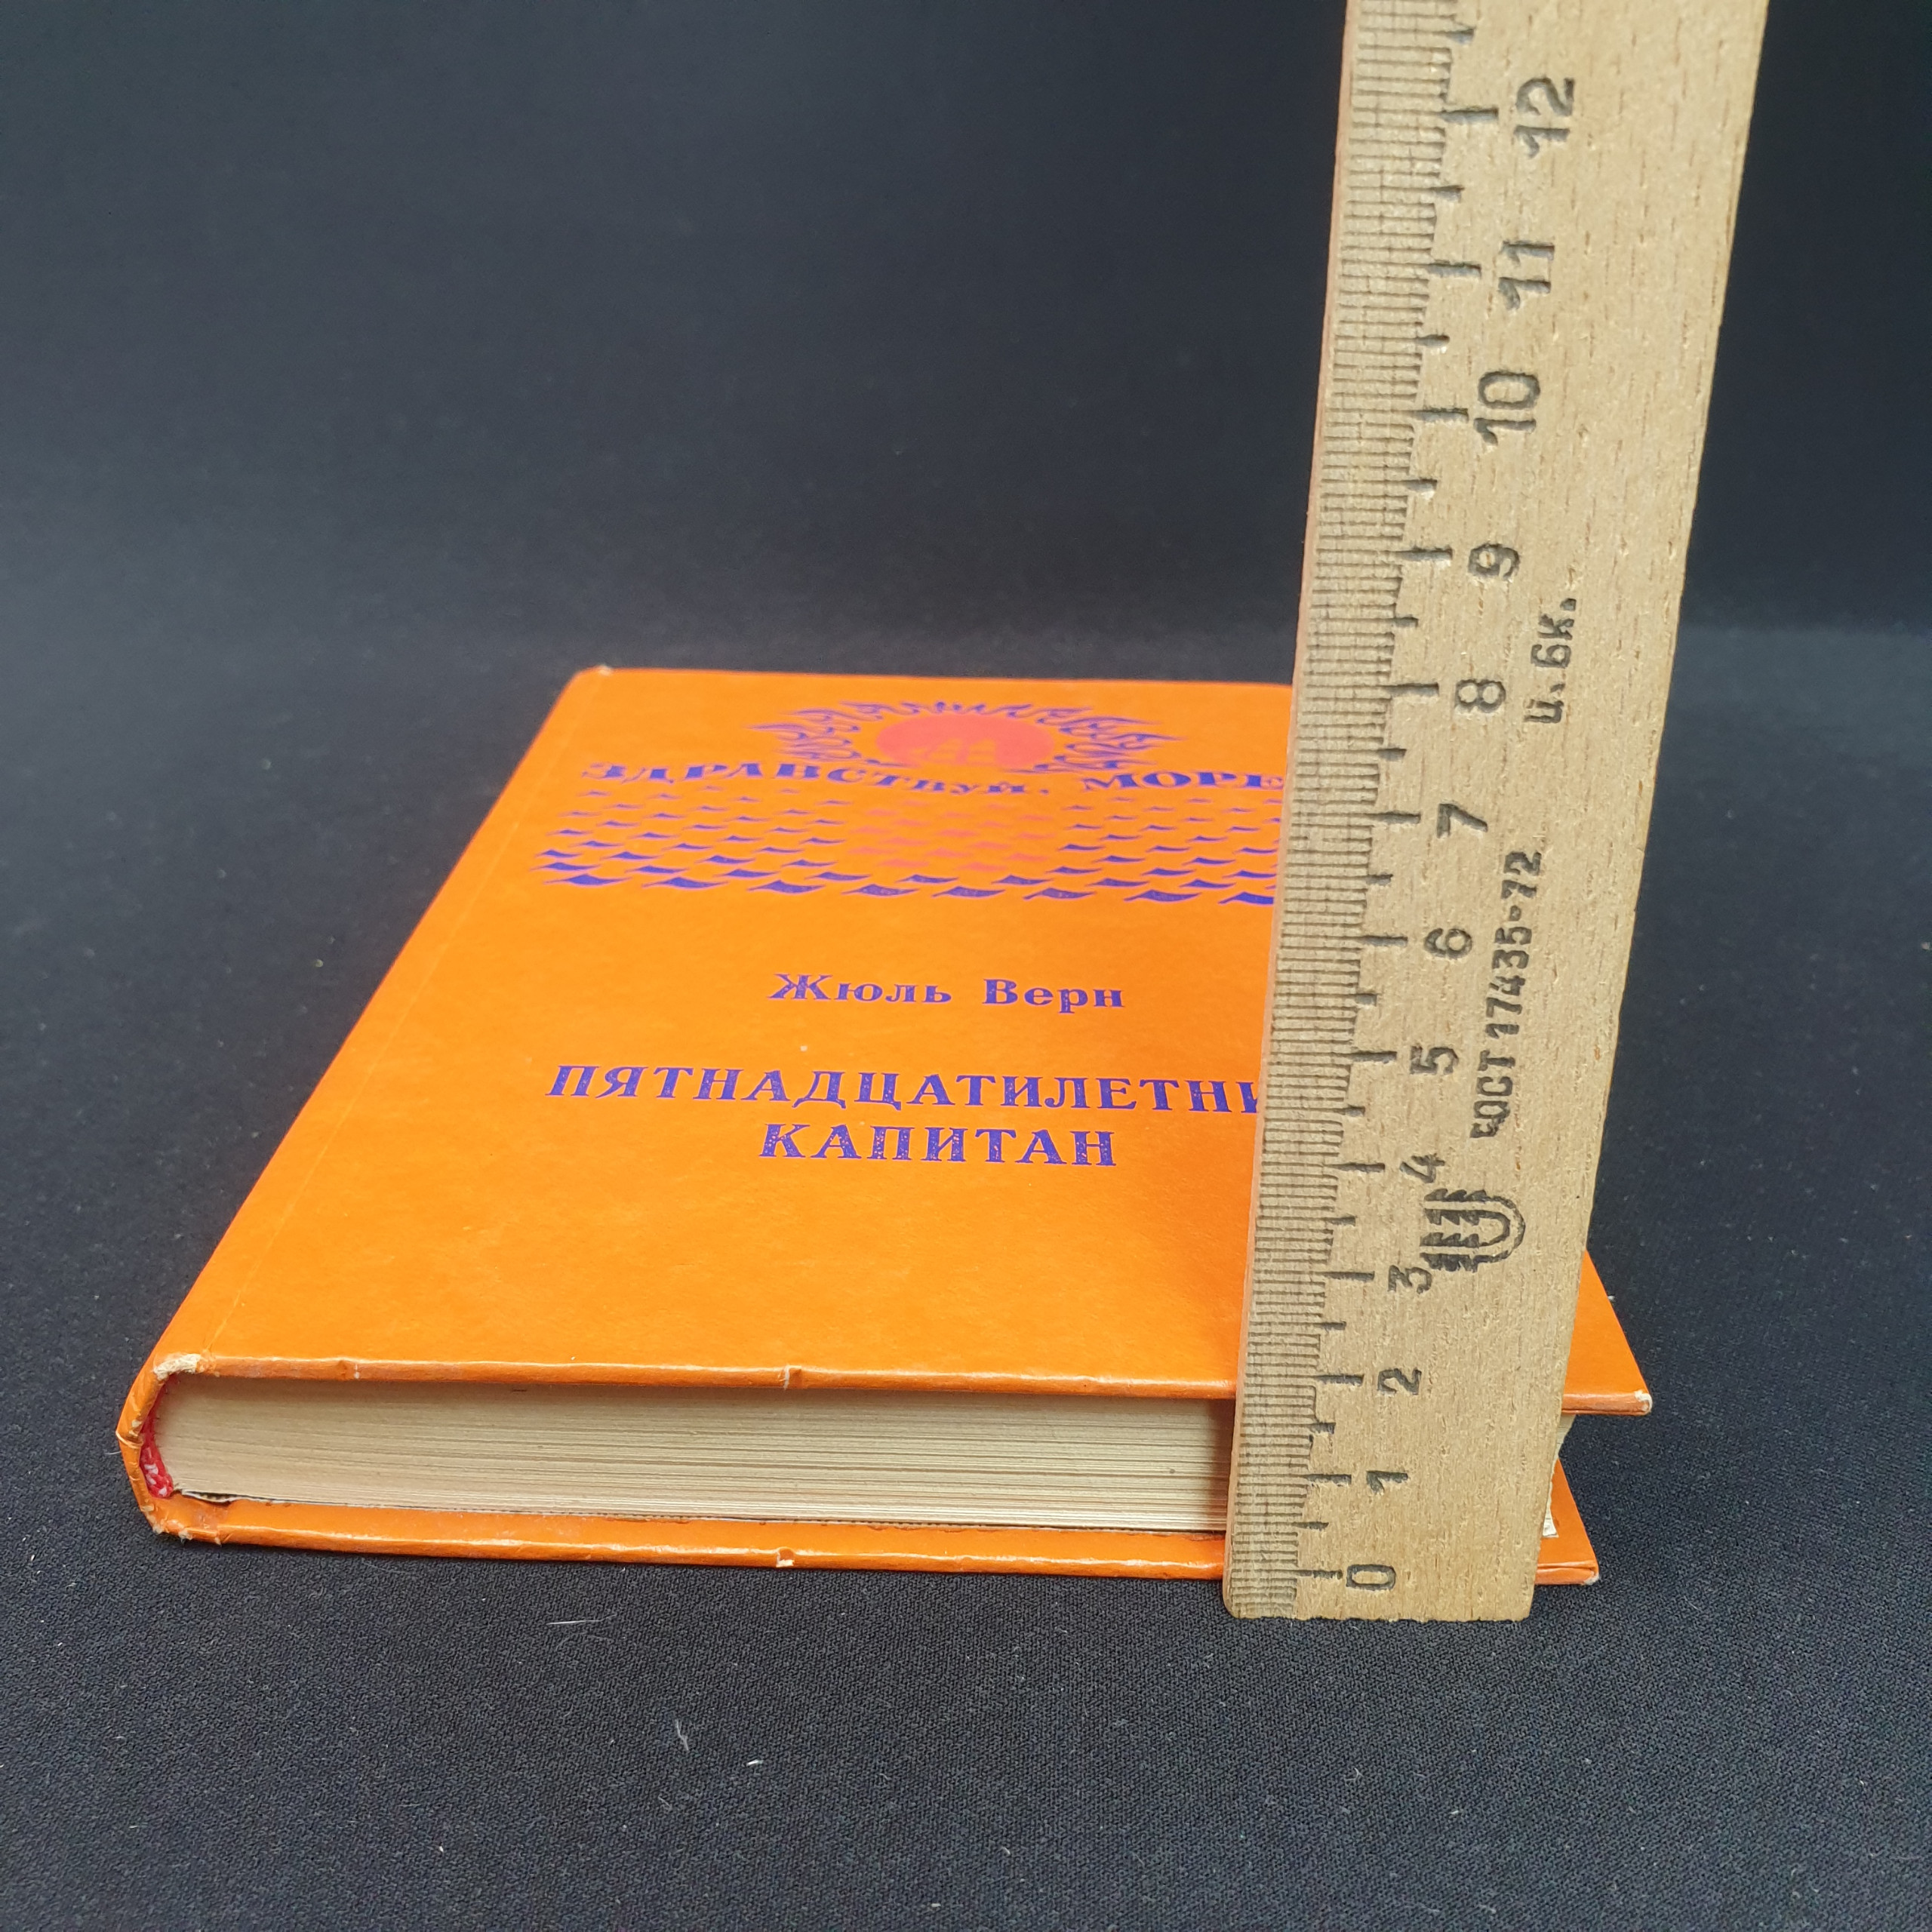 ЗДРАВСТВУЙ, МОРЕ
Жюль Верн
ПЯТНАДЦАТИЛЕТНИ
КАПИТАН
12
11
10
9
8
7
6
5
4
3
2
1
0
ц. 6к.
ГОСТ 17435-72